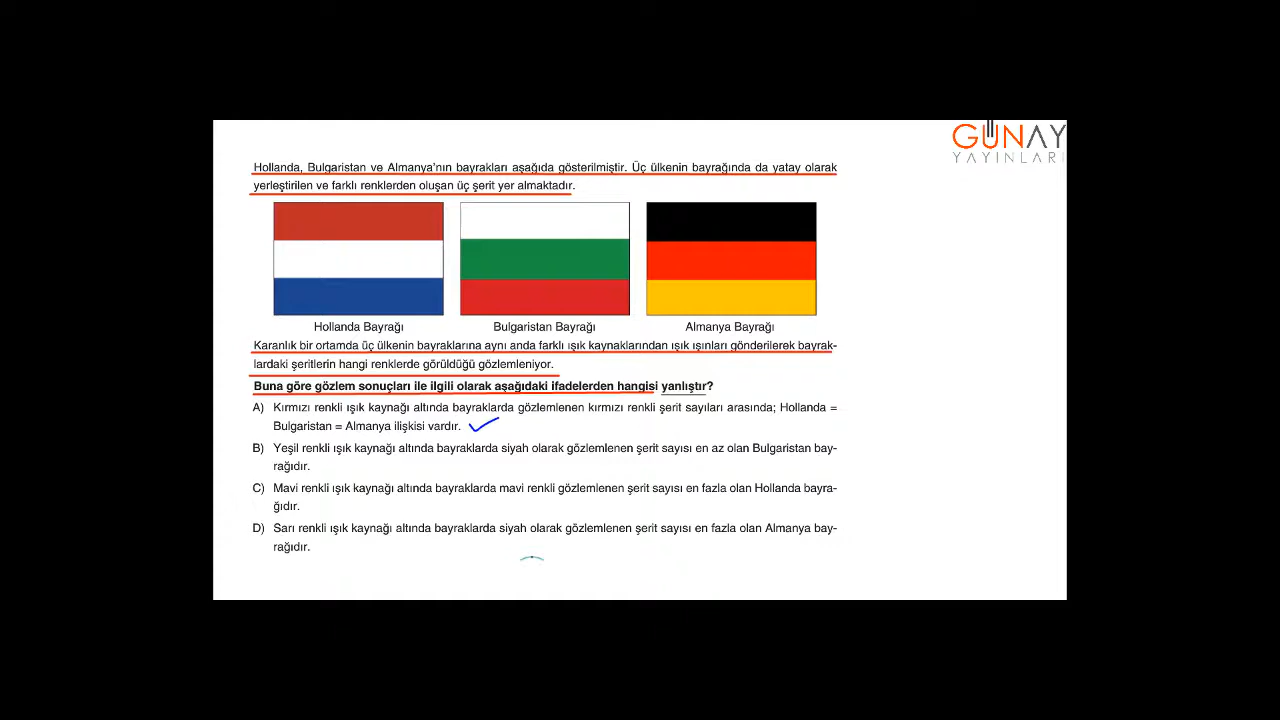 GÜNAY
YAYINLARI
Hollanda, Bulgaristan ve Almanya'nın bayrakları aşağıda gösterilmiştir. Üç ülkenin bayrağında da yatay olarak
yerleştirilen ve farklı renklerden oluşan üç şerit yer almaktadır.
Hollanda Bayrağı
Bulgaristan Bayrağı
Almanya Bayrağı
Karanlık bir ortamda üç ülkenin bayraklarına aynı anda farklı ışık kaynaklarından ışık ışınları gönderilerek bayrak-
lardaki şeritlerin hangi renklerde görüldüğü gözlemleniyor.
Buna göre gözlem sonuçları ile ilgili olarak aşağıdaki ifadelerden hangisi yanlıştır?
A) Kırmızı renkli ışık kaynağı altında bayraklarda gözlemlenen kırmızı renkli şerit sayıları arasında; Hollanda =
Bulgaristan = Almanya ilişkisi vardır.
B) Yeşil renkli ışık kaynağı altında bayraklarda siyah olarak gözlemlenen şerit sayısı en az olan Bulgaristan bay-
rağıdır.
C) Mavi renkli ışık kaynağı altında bayraklarda mavi renkli gözlemlenen şerit sayısı en fazla olan Hollanda bayra-
ğıdır.
D) Sarı renkli ışık kaynağı altında bayraklarda siyah olarak gözlemlenen şerit sayısı en fazla olan Almanya bay-
rağıdır.